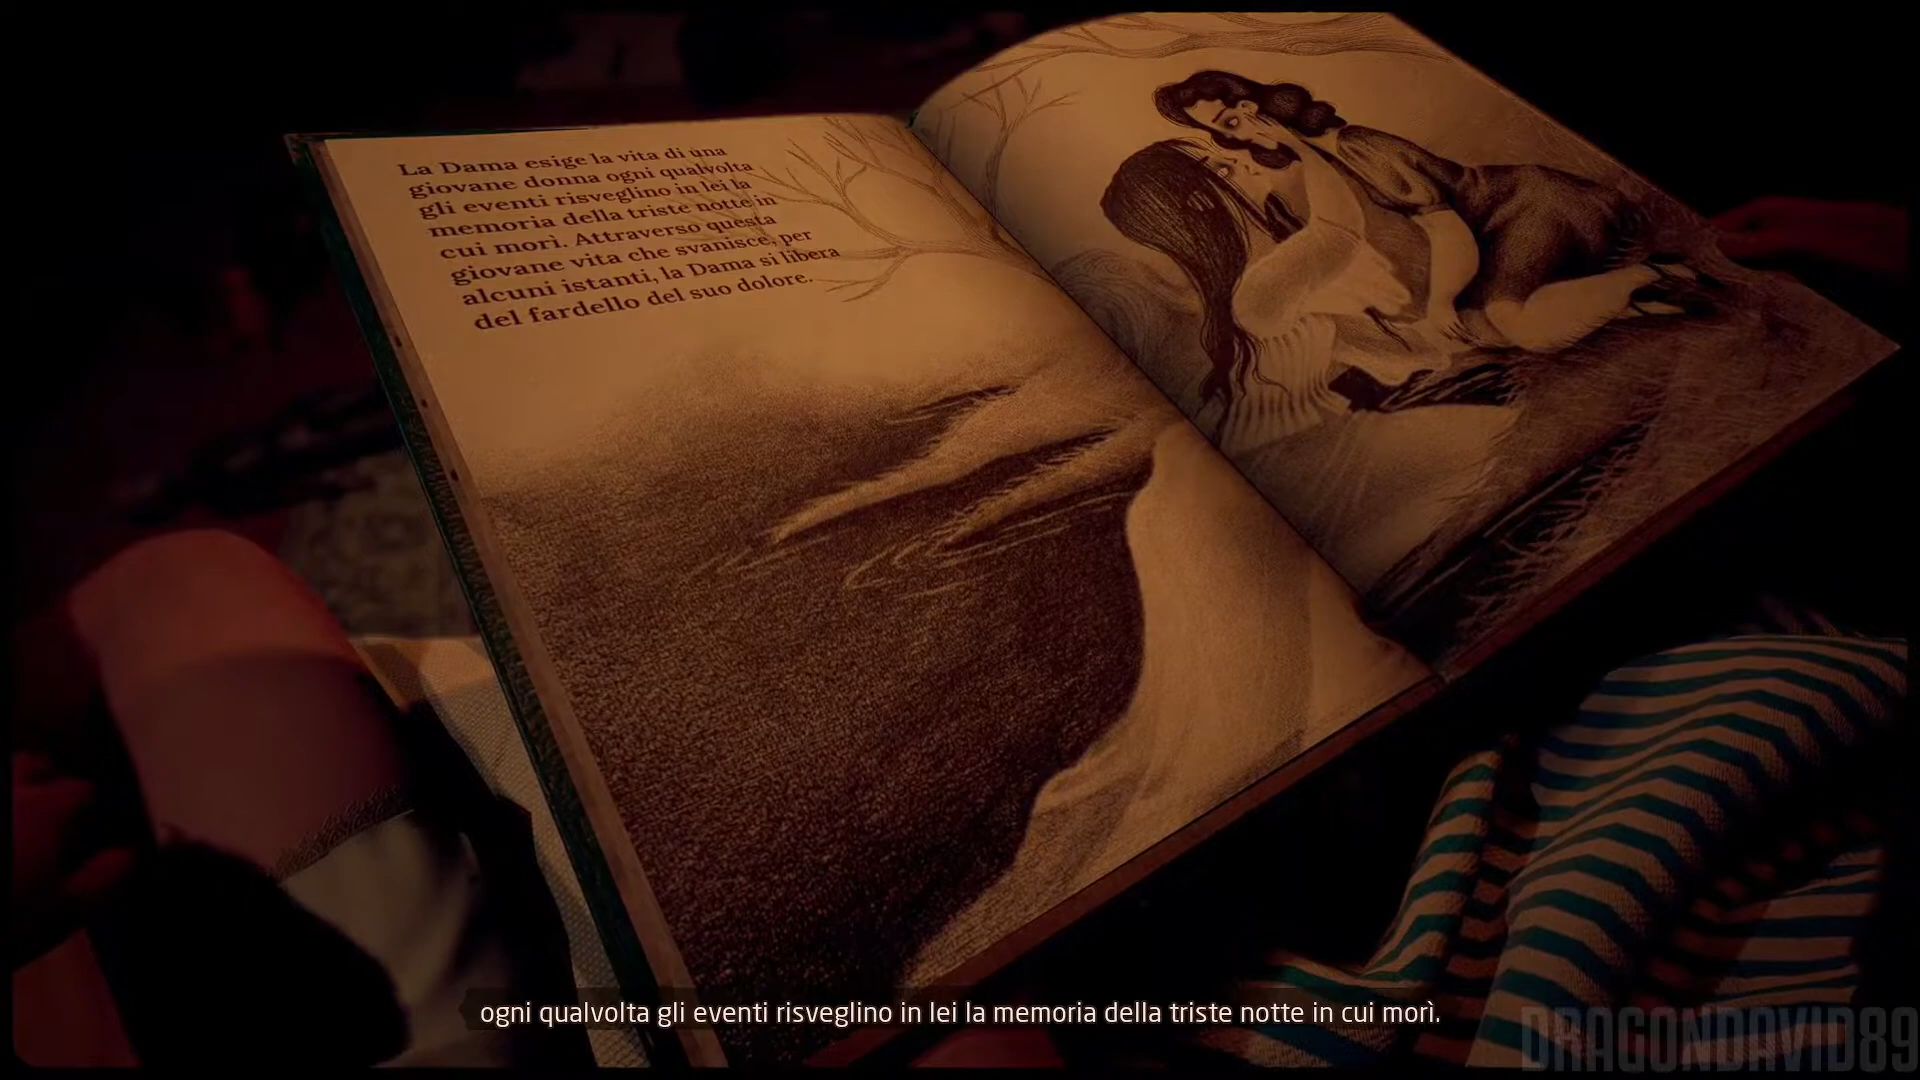 La Dama esige la vita di una
giovane donna ogni qualvolta
gli eventi risveglino in lei la
memoria della triste notte in
cui morì. Attraverso questa
giovane vita che svanisce, per
alcuni istanti, la Dama si libera
del fardello del suo dolore.
ogni qualvolta gli eventi risveglino in lei la memoria della triste notte in cui morì.
DRAGONDAVID89